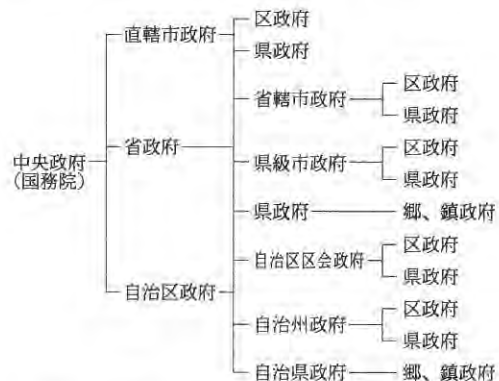 中央政府
(国務院)
直轄市政府
省政府
自治区政府
区政府
県政府
省轄市政府
区政府
県政府
県級市政府
区政府
県政府
県政府
郷、鎮政府
自治区区会政府
区政府
県政府
自治州政府
区政府
県政府
自治県政府
郷、鎮政府